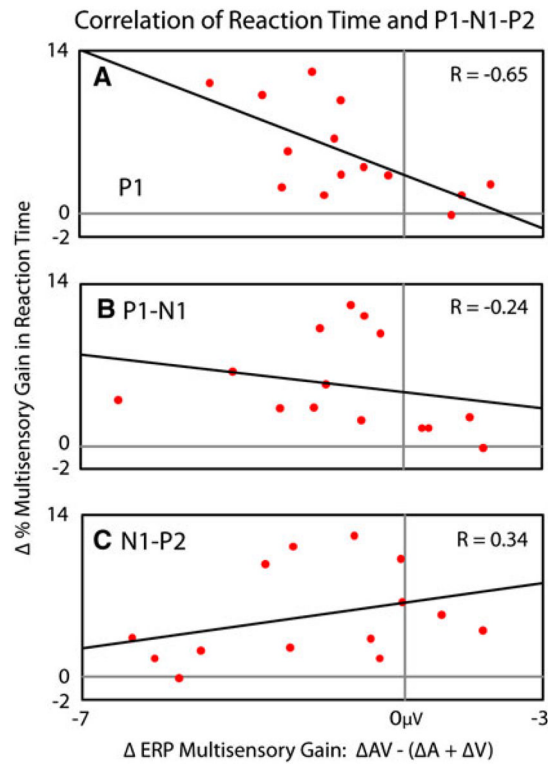 Correlation of Reaction Time and P1-N1-P2
Δ % Multisensory Gain in Reaction Time
14
A
R = -0.65
P1
0
-2
14
B P1-N1
R = -0.24
0
-2
14
C N1-P2
R = 0.34
0
-2
-7
0μV
-3
Δ ERP Multisensory Gain: ΔAV - (ΔA + ΔV)